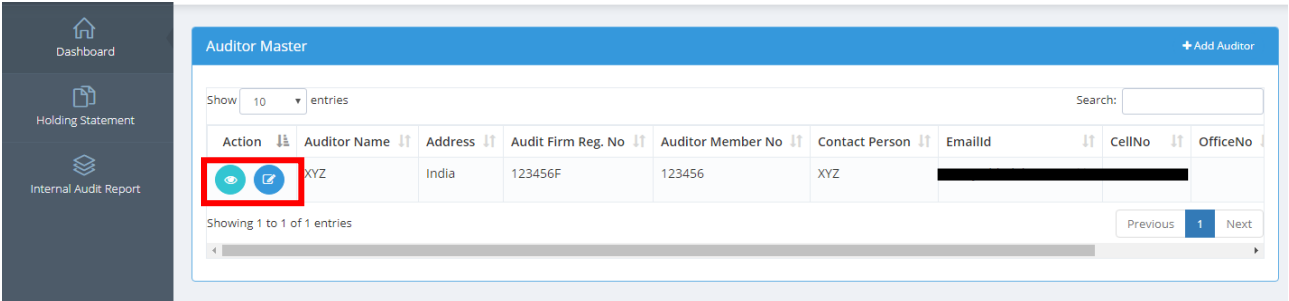 Dashboard
Holding Statement
Internal Audit Report
Auditor Master
+ Add Auditor
Show 10 entries
Search:
Action Auditor Name Address Audit Firm Reg. No Auditor Member No Contact Person EmailId CellNo OfficeNo
XYZ India 123456F 123456 XYZ
Showing 1 to 1 of 1 entries
Previous 1 Next